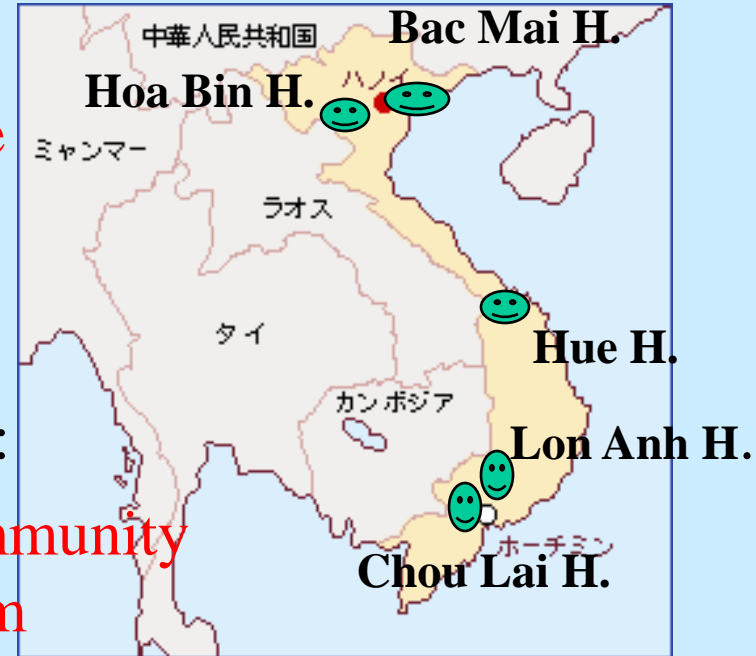 中華人民共和国
Bac Mai H.
Hoa Bin H.
ハノイ
e
ミャンマー
ラオス
タイ
Hue H.
カンボジア
:
Lon Anh H.
mmunity
ホーチミン
Chou Lai H.
m